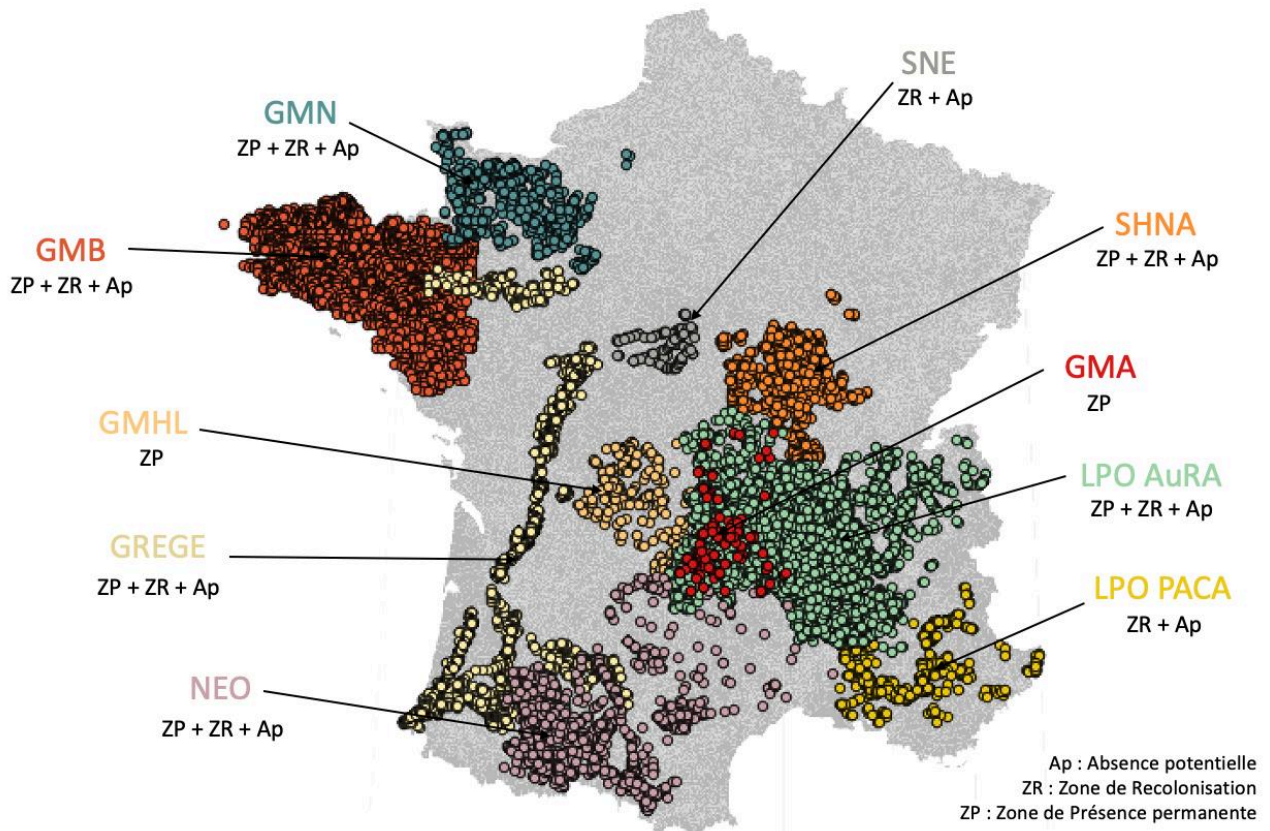 SNE
ZR + Ap
GMN
ZP + ZR + Ap
SHNA
ZP + ZR + Ap
GMB
ZP + ZR + Ap
GMA
ZP
GMHL
ZP
LPO AuRA
ZP + ZR + Ap
GREGE
ZP + ZR + Ap
LPO PACA
ZR + Ap
NEO
ZP + ZR + Ap
Ap : Absence potentielle
ZR : Zone de Recolonisation
ZP : Zone de Présence permanente